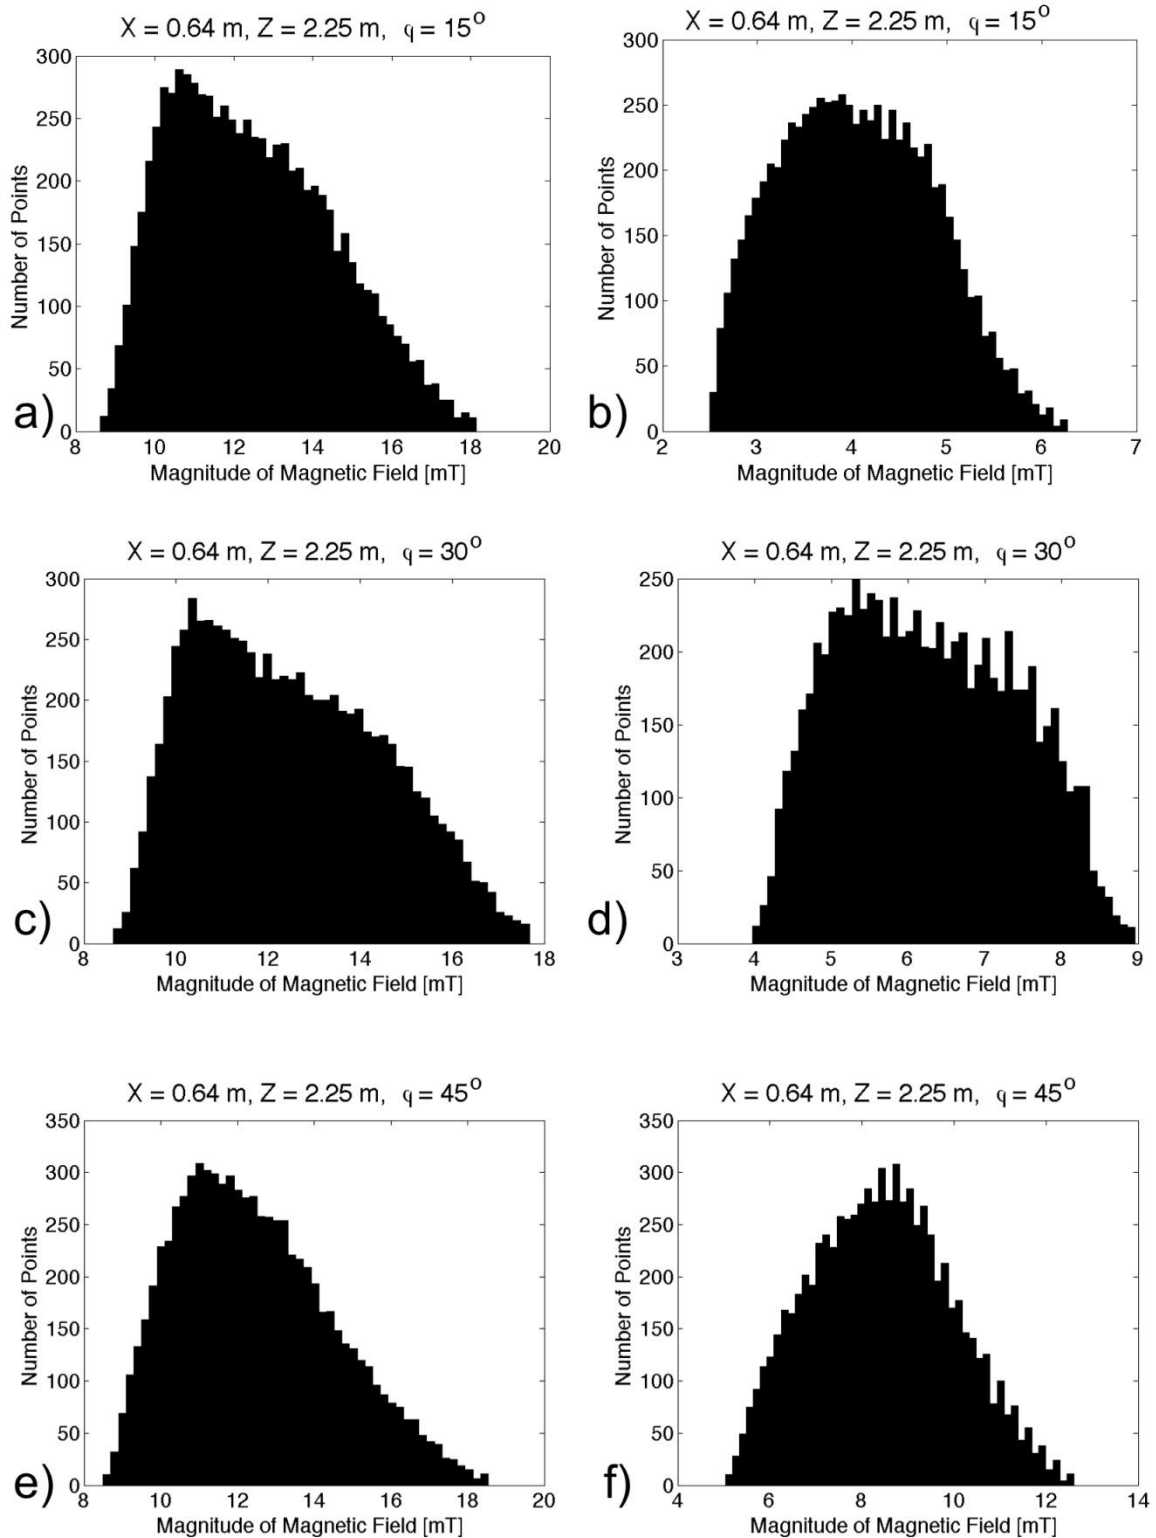 X = 0.64 m, Z = 2.25 m, q = 15o
300
250
200
150
100
50
0
Number of Points
8 10 12 14 16 18 20
Magnitude of Magnetic Field [mT]
a)
X = 0.64 m, Z = 2.25 m, q = 15o
300
250
200
150
100
50
0
Number of Points
2 3 4 5 6 7
Magnitude of Magnetic Field [mT]
b)
X = 0.64 m, Z = 2.25 m, q = 30o
300
250
200
150
100
50
0
Number of Points
8 10 12 14 16 18
Magnitude of Magnetic Field [mT]
c)
X = 0.64 m, Z = 2.25 m, q = 30o
250
200
150
100
50
0
Number of Points
3 4 5 6 7 8 9
Magnitude of Magnetic Field [mT]
d)
X = 0.64 m, Z = 2.25 m, q = 45o
350
300
250
200
150
100
50
0
Number of Points
8 10 12 14 16 18 20
Magnitude of Magnetic Field [mT]
e)
X = 0.64 m, Z = 2.25 m, q = 45o
350
300
250
200
150
100
50
0
Number of Points
4 6 8 10 12 14
Magnitude of Magnetic Field [mT]
f)